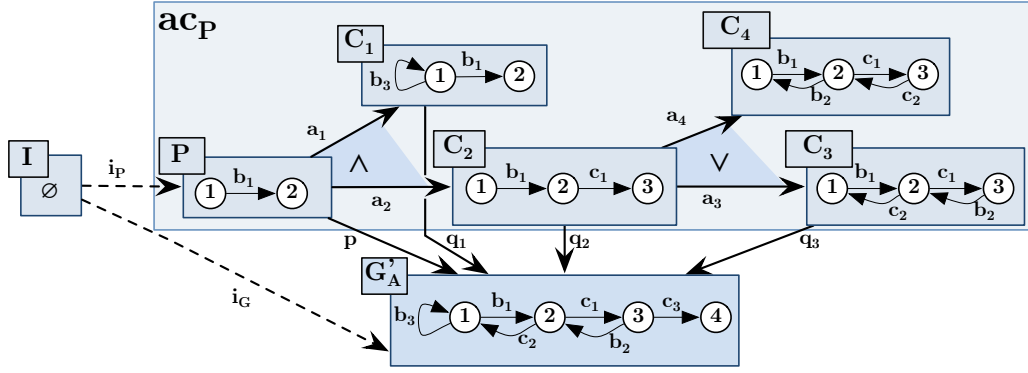 ac_P
C_1
b_3
1
b_1
2
C_4
1
b_1
2
c_1
3
b_2
c_2
I
∅
i_P
P
1
b_1
2
a_1
∧
a_2
C_2
1
b_1
2
c_1
3
a_4
∨
a_3
C_3
1
b_1
2
c_1
3
c_2
b_2
i_G
p
q_1
q_2
q_3
G'_A
b_3
1
b_1
2
c_1
3
c_3
4
c_2
b_2